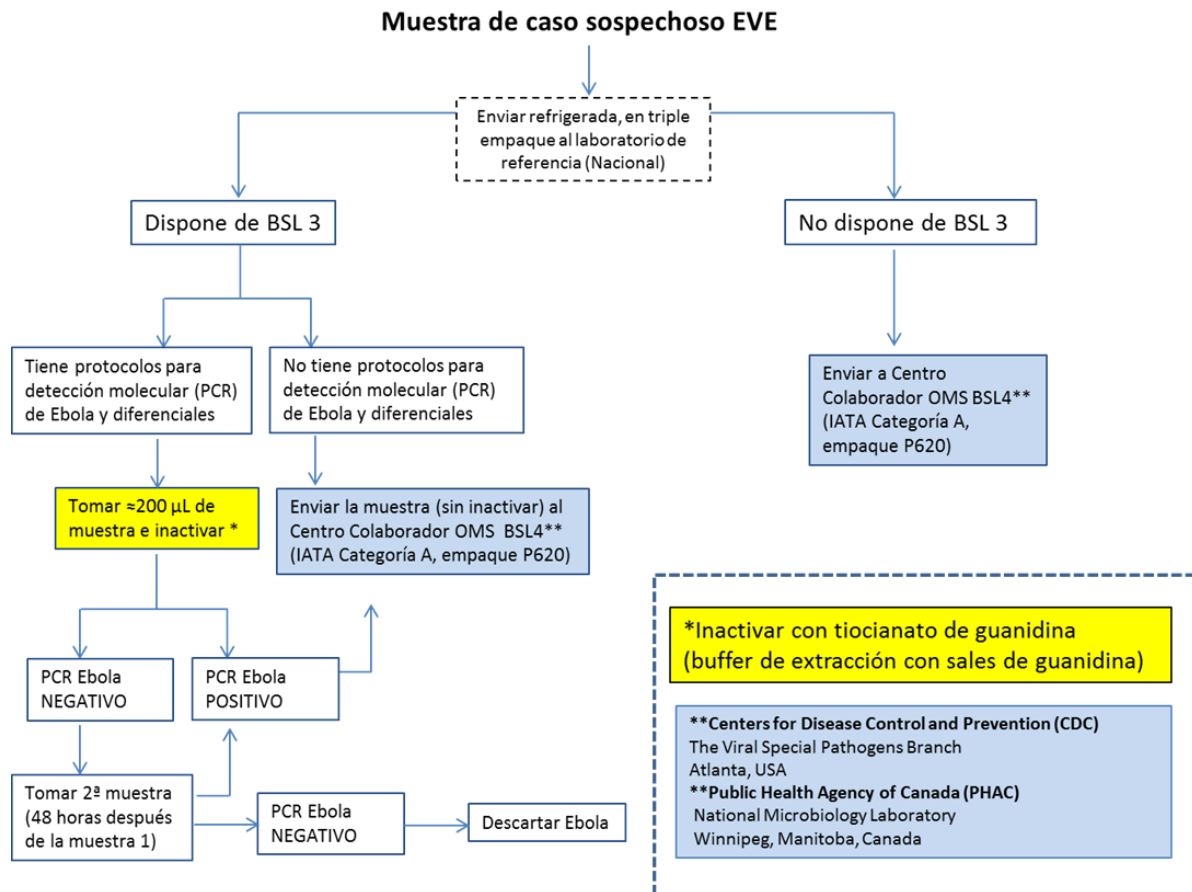 Muestra de caso sospechoso EVE
Enviar refrigerada, en triple
empaque al laboratorio de
referencia (Nacional)
Dispone de BSL 3
No dispone de BSL 3
Tiene protocolos para
detección molecular (PCR)
de Ebola y diferenciales
No tiene protocolos para
detección molecular (PCR)
de Ebola y diferenciales
Enviar a Centro
Colaborador OMS BSL4**
(IATA Categoría A,
empaque P620)
Tomar ≈200 µL de
muestra e inactivar *
Enviar la muestra (sin inactivar) al
Centro Colaborador OMS BSL4**
(IATA Categoría A, empaque P620)
PCR Ebola
NEGATIVO
PCR Ebola
POSITIVO
Tomar 2ª muestra
(48 horas después
de la muestra 1)
PCR Ebola
NEGATIVO
Descartar Ebola
*Inactivar con tiocianato de guanidina
(buffer de extracción con sales de guanidina)
**Centers for Disease Control and Prevention (CDC)
The Viral Special Pathogens Branch
Atlanta, USA
**Public Health Agency of Canada (PHAC)
National Microbiology Laboratory
Winnipeg, Manitoba, Canada